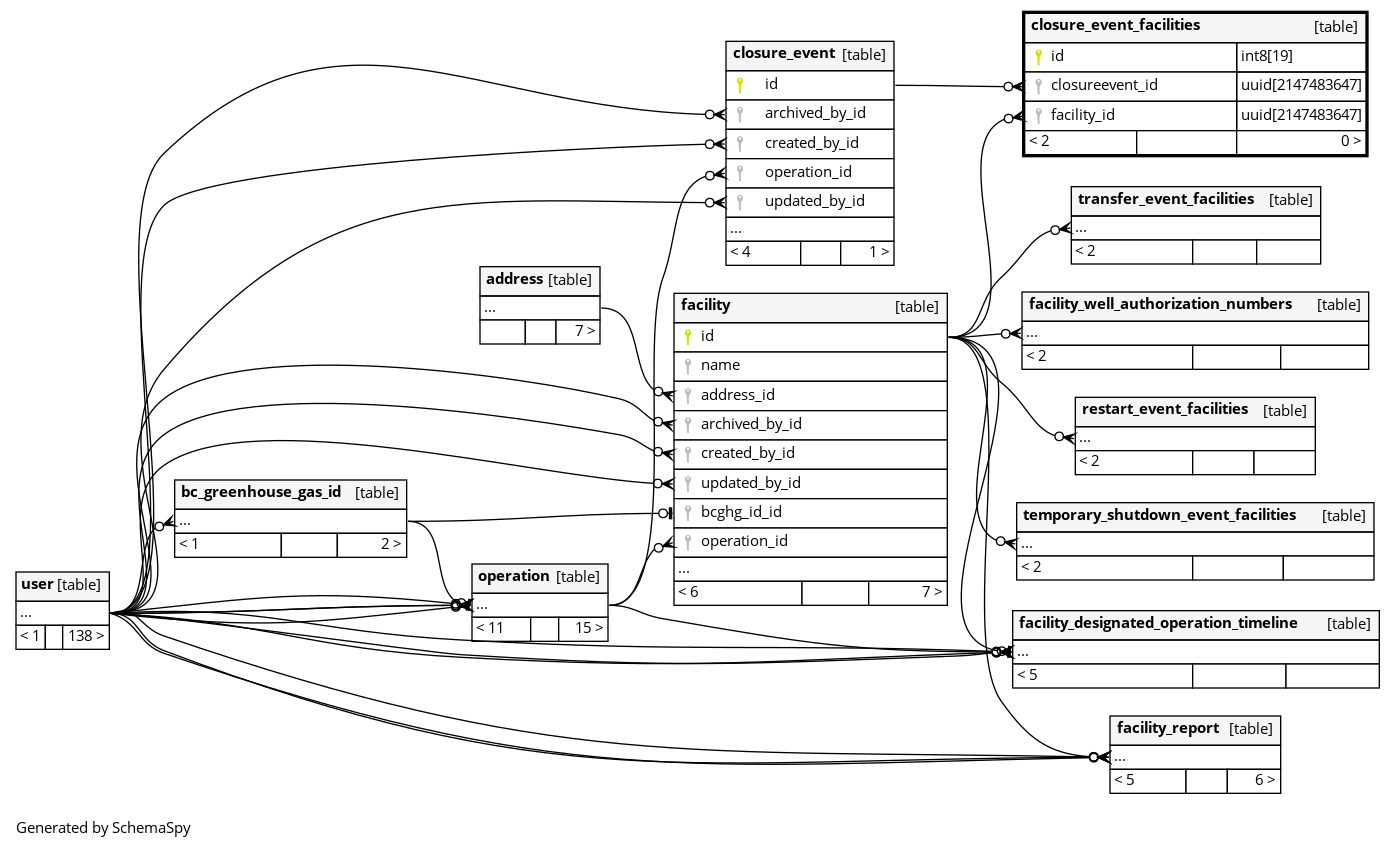 closure_event_facilities [table]
id int8[19]
closureevent_id uuid[2147483647]
facility_id uuid[2147483647]
< 2 0 >
closure_event [table]
id
archived_by_id
created_by_id
operation_id
updated_by_id
...
< 4 1 >
transfer_event_facilities [table]
...
< 2
address [table]
...
7 >
facility [table]
id
name
address_id
archived_by_id
created_by_id
updated_by_id
bcghg_id_id
operation_id
...
< 6 7 >
facility_well_authorization_numbers [table]
...
< 2
restart_event_facilities [table]
...
< 2
bc_greenhouse_gas_id [table]
...
< 1 2 >
temporary_shutdown_event_facilities [table]
...
< 2
user [table]
...
< 1 138 >
operation [table]
...
< 11 15 >
facility_designated_operation_timeline [table]
...
< 5
facility_report [table]
...
< 5 6 >
Generated by SchemaSpy